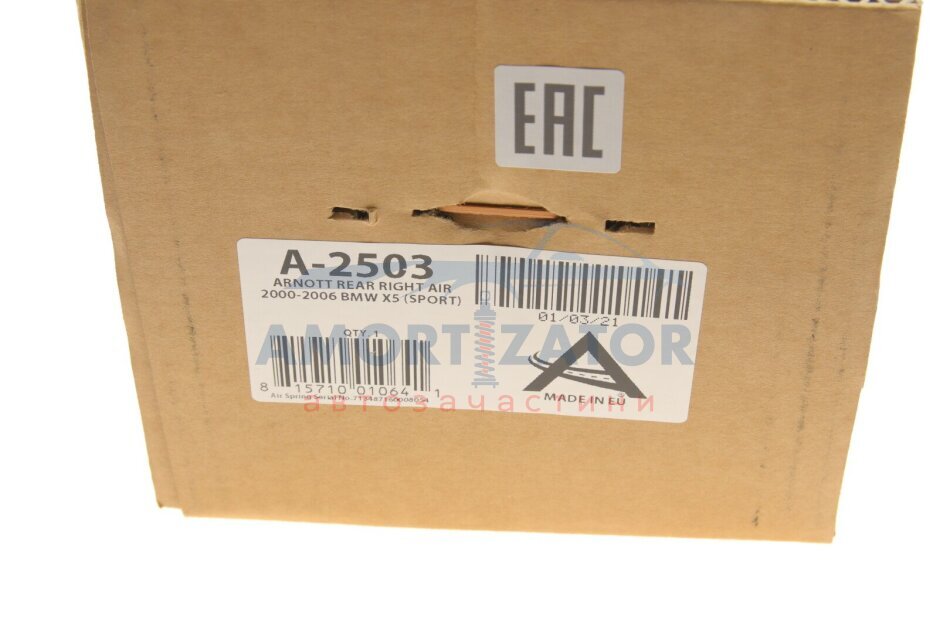 EAC
A-2503
ARNOTT REAR RIGHT AIR
2000-2006 BMW X5 (SPORT)
01/03/21
QTY. 1
AMORTIZATOR
8 15710 01064 1
MADE IN EU
автозачастини